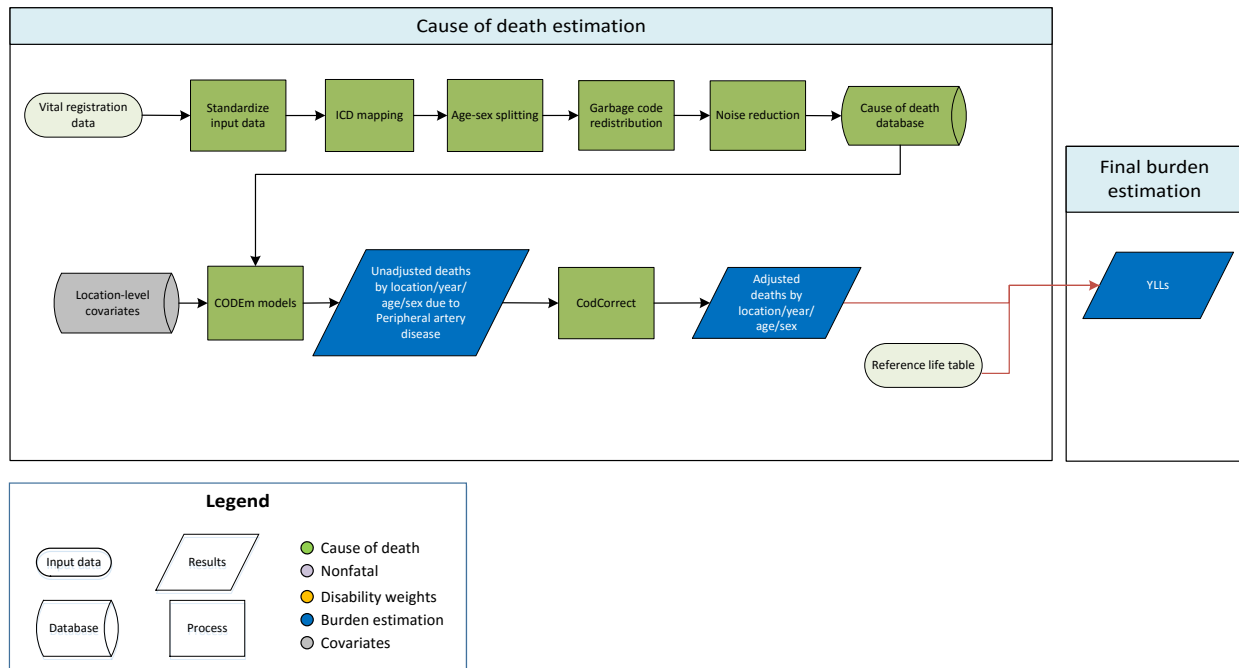 Cause of death estimation
Vital registration
data
Standardize
input data
ICD mapping
Age-sex splitting
Garbage code
redistribution
Noise reduction
Cause of death
database
Final burden
estimation
Location-level
covariates
CODEm models
Unadjusted deaths
by location/year/
age/sex due to
Peripheral artery
disease
CodCorrect
Adjusted
deaths by
location/year/
age/sex
YLLs
Reference life table
Legend
Input data
Results
Database
Process
Cause of death
Nonfatal
Disability weights
Burden estimation
Covariates